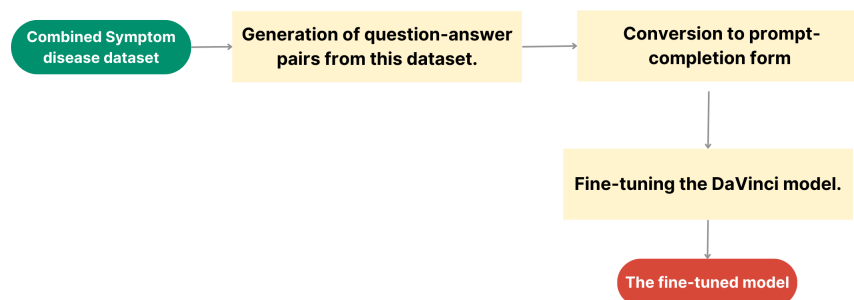 Combined Symptom
disease dataset
Generation of question-answer
pairs from this dataset.
Conversion to prompt-
completion form
Fine-tuning the DaVinci model.
The fine-tuned model